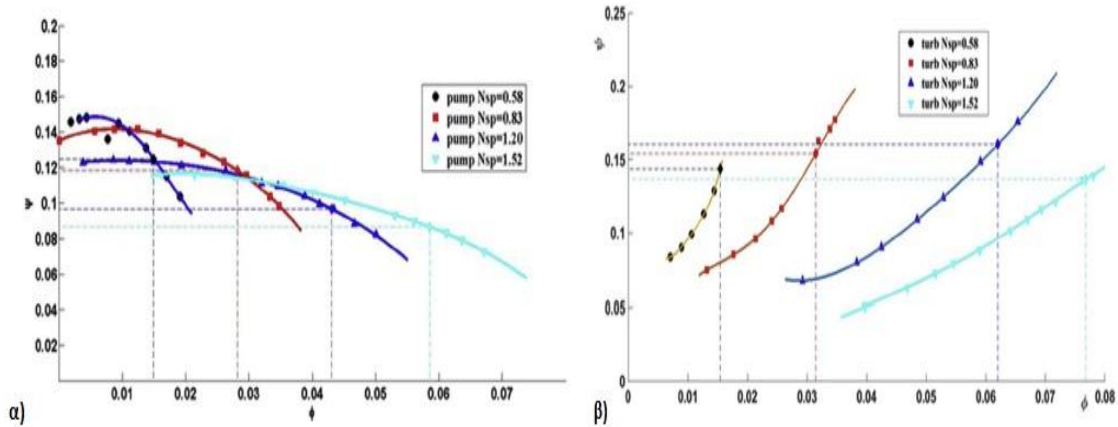 0.2
0.18
0.16
0.14
0.12
0.1
0.08
0.06
0.04
0.02
Ψ
pump Nsp=0.58
pump Nsp=0.83
pump Nsp=1.20
pump Nsp=1.52
0.01 0.02 0.03 0.04 0.05 0.06 0.07
ϕ
α)
0.25
0.2
0.15
0.1
0.05
0
turb Nsp=0.58
turb Nsp=0.83
turb Nsp=1.20
turb Nsp=1.52
0 0.01 0.02 0.03 0.04 0.05 0.06 0.07 0.08
ϕ
β)